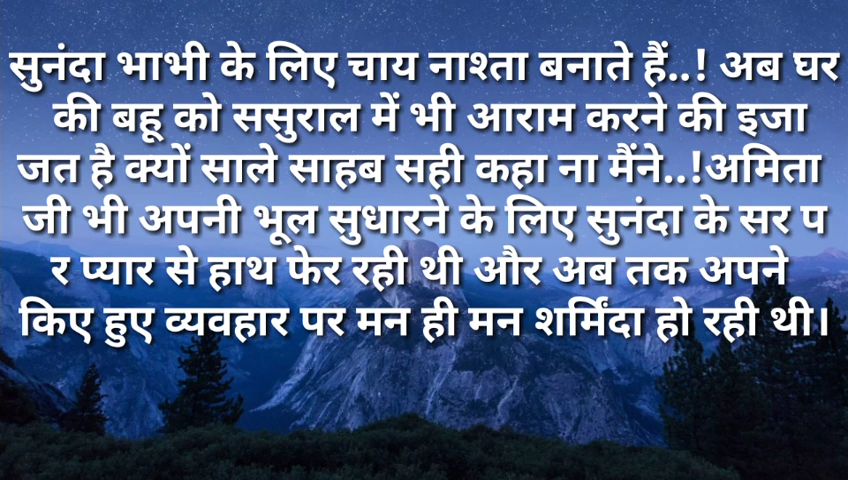 सुनंदा भाभी के लिए चाय नाश्ता बनाते हैं..! अब घर
की बहू को ससुराल में भी आराम करने की इजा
जत है क्यों साले साहब सही कहा ना मैंने..!अमिता
जी भी अपनी भूल सुधारने के लिए सुनंदा के सर प
र प्यार से हाथ फेर रही थी और अब तक अपने
किए हुए व्यवहार पर मन ही मन शर्मिंदा हो रही थी।